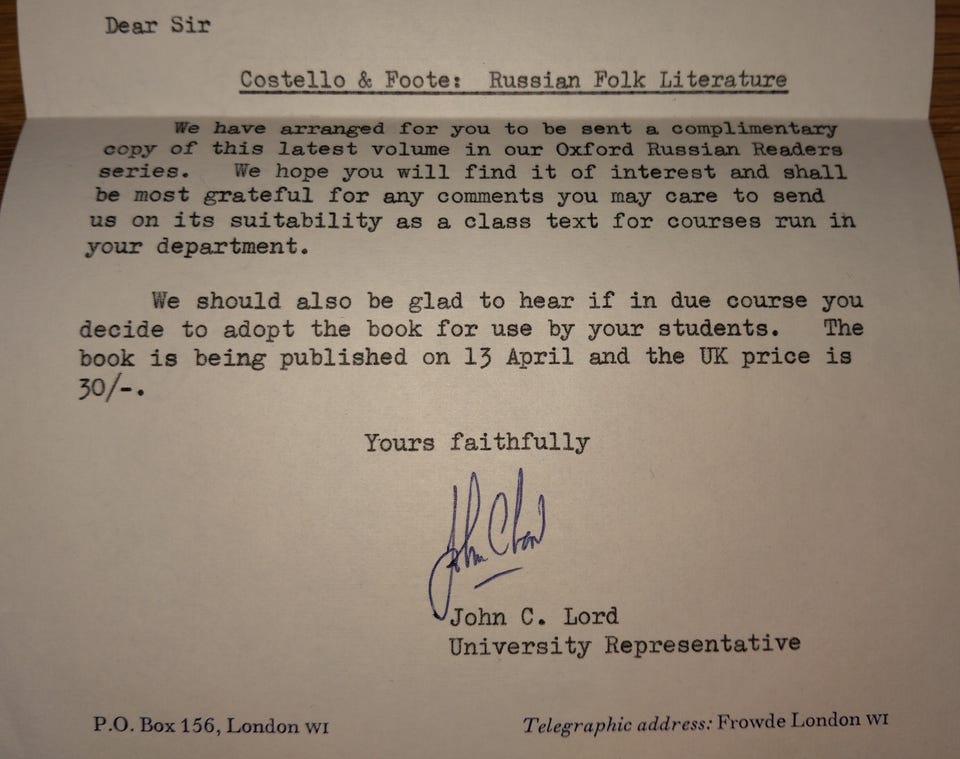 Dear Sir
Costello & Foote: Russian Folk Literature
We have arranged for you to be sent a complimentary
copy of this latest volume in our Oxford Russian Readers
series. We hope you will find it of interest and shall
be most grateful for any comments you may care to send
us on its suitability as a class text for courses run in
your department.
We should also be glad to hear if in due course you
decide to adopt the book for use by your students. The
book is being published on 13 April and the UK price is
30/-.
Yours faithfully
John C Lord
John C. Lord
University Representative
P.O. Box 156, London W1 Telegraphic address: Frowde London W1